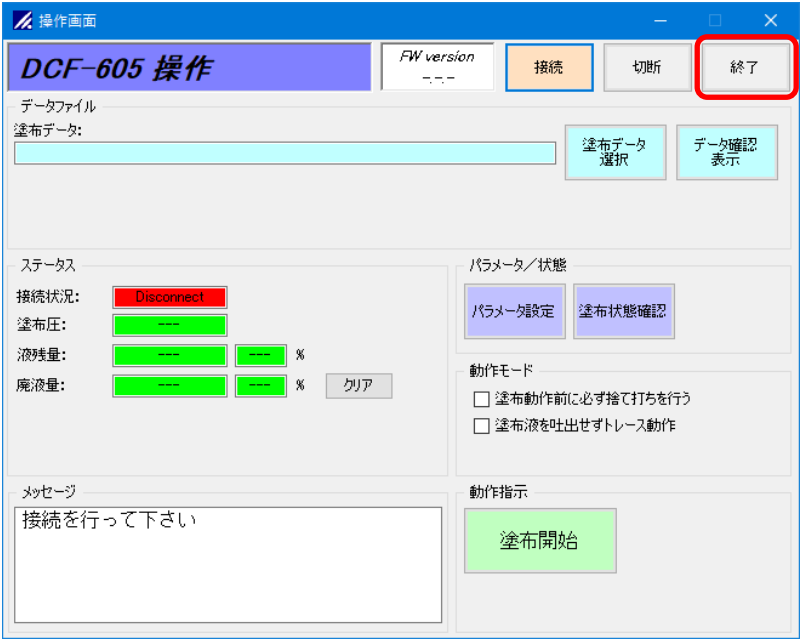 操作画面
DCF-605 操作
FW version
-.-.-
接続
切断
終了
データファイル
塗布データ:
塗布データ
選択
データ確認
表示
ステータス
接続状況:
Disconnect
塗布圧:
---
液残量:
---
---
%
廃液量:
---
---
%
クリア
パラメータ/状態
パラメータ設定
塗布状態確認
動作モード
塗布動作前に必ず捨て打ちを行う
塗布液を吐出せずトレース動作
メッセージ
接続を行って下さい
動作指示
塗布開始